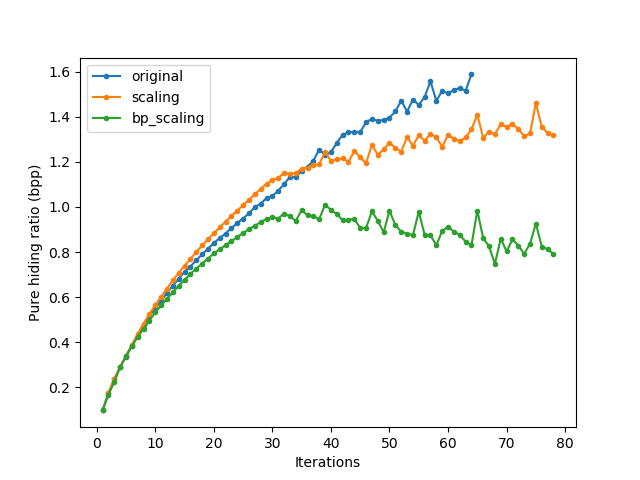 original
scaling
bp_scaling
Pure hiding ratio (bpp)
1.6
1.4
1.2
1.0
0.8
0.6
0.4
0.2
0 10 20 30 40 50 60 70 80
Iterations